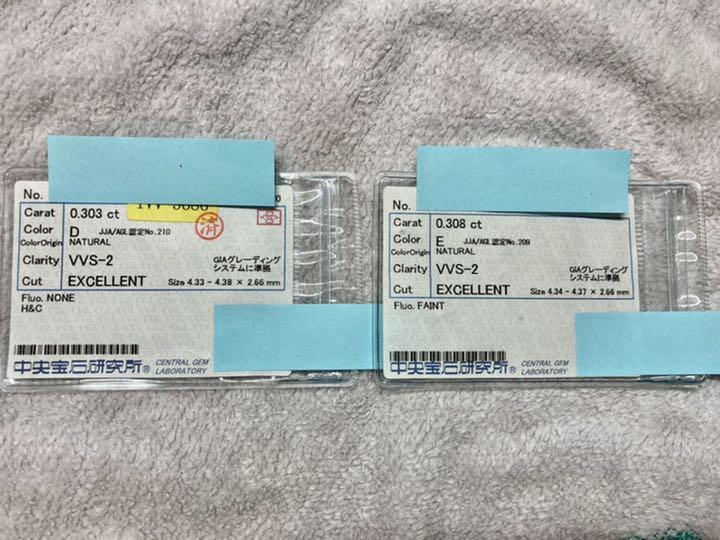 No.
Carat 0.303 ct
Color D JJA/AGL認定No.210
ColorOrigin NATURAL
Clarity VVS-2 GIAグレーディング
システムに準拠
Cut EXCELLENT Size 4.33 - 4.38 × 2.66 mm
Fluo. NONE
H&C
中央宝石研究所® CENTRAL GEM
LABORATORY
済
0
No.
Carat 0.308 ct
Color E JJA/AGL認定No.209
ColorOrigin NATURAL
Clarity VVS-2 GIAグレーディング
システムに準拠
Cut EXCELLENT Size 4.34 - 4.37 × 2.66 mm
Fluo. FAINT
中央宝石研究所® CENTRAL GEM
LABORATORY